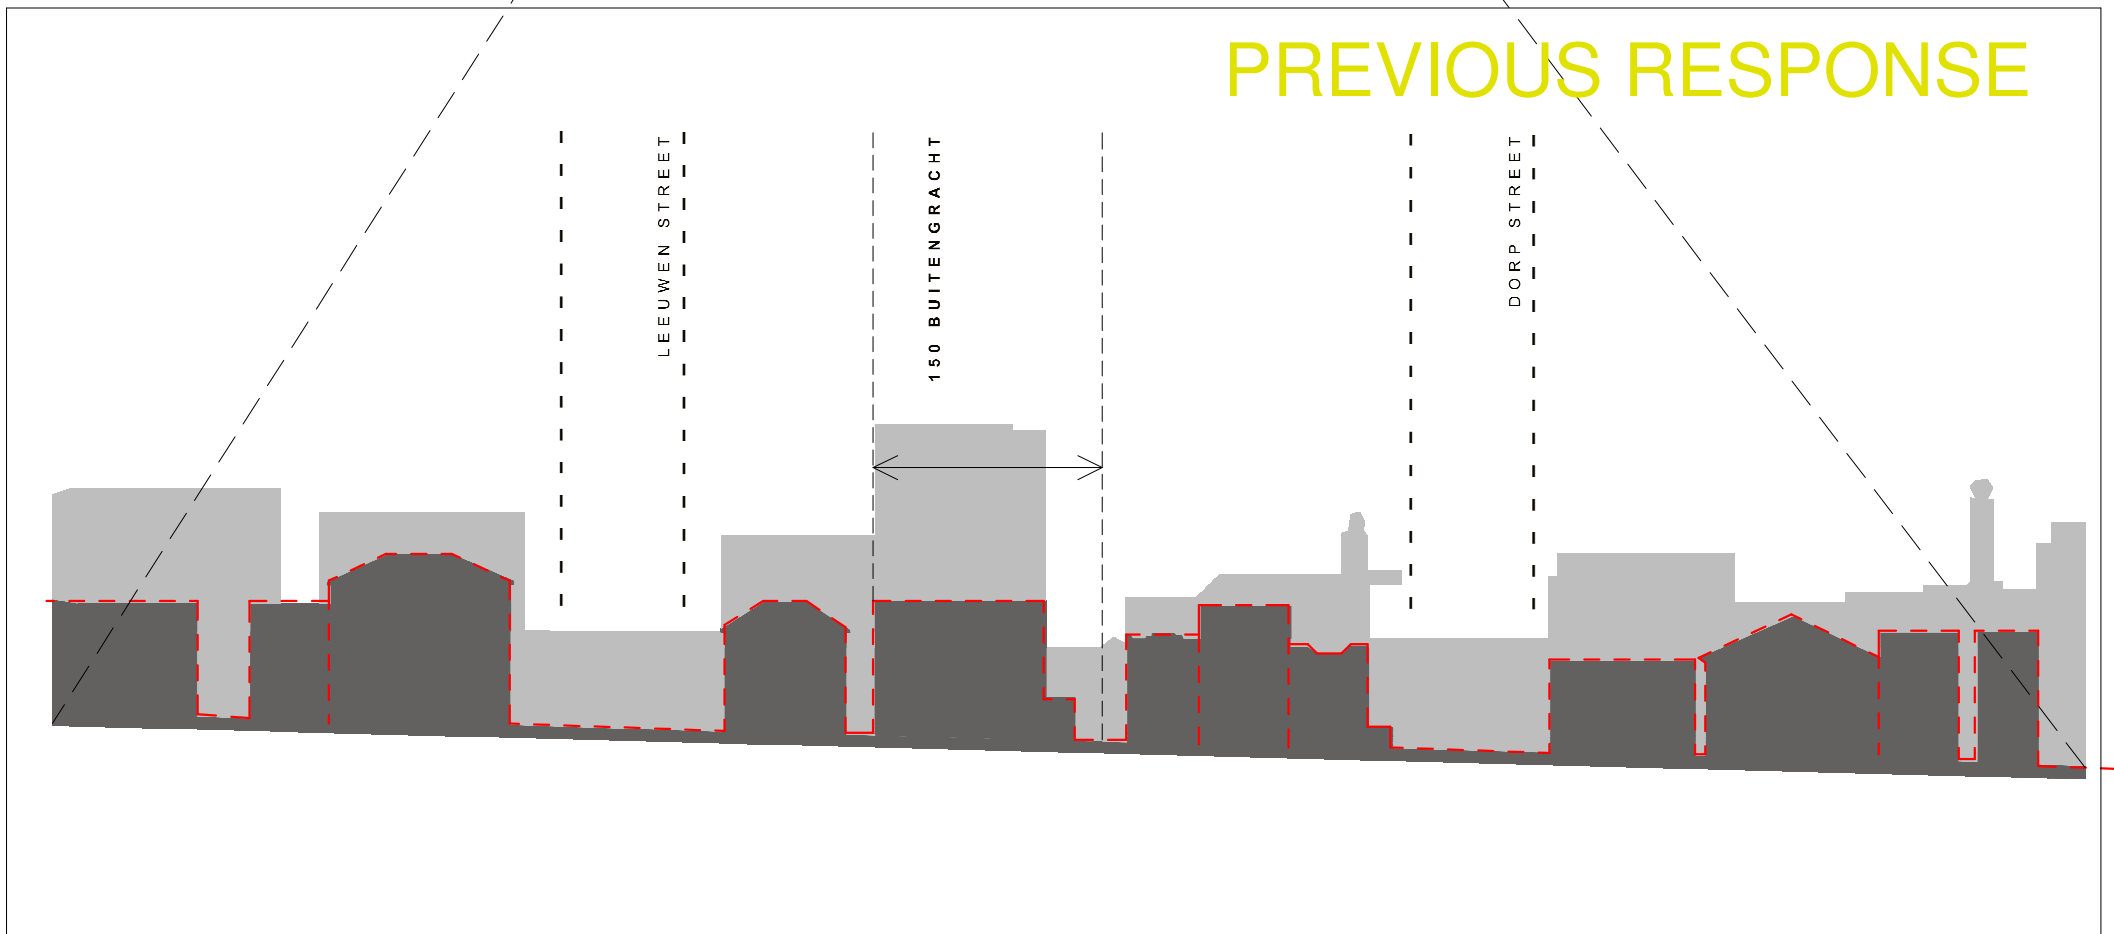 PREVIOUS RESPONSE
LEEUWEN STREET
150 BUITENGRACHT
DORP STREET